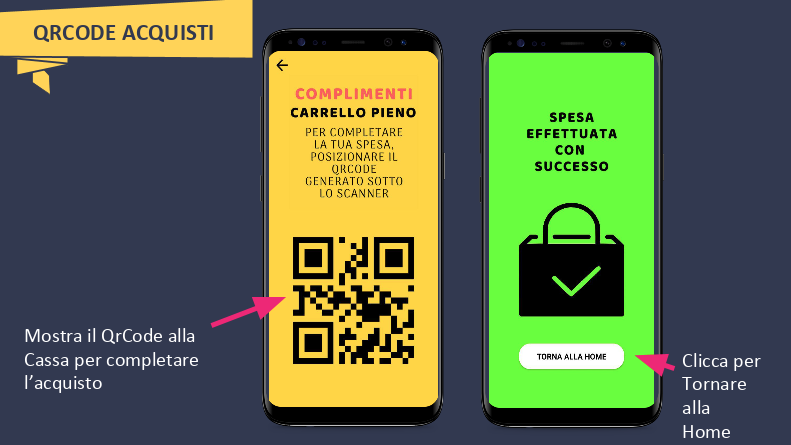 QRCODE ACQUISTI
COMPLIMENTI
CARRELLO PIENO
PER COMPLETARE
LA TUA SPESA,
POSIZIONARE IL
QRCODE
GENERATO SOTTO
LO SCANNER
Mostra il QrCode alla
Cassa per completare
l’acquisto
SPESA
EFFETTUATA
CON
SUCCESSO
TORNA ALLA HOME
Clicca per
Tornare
alla
Home